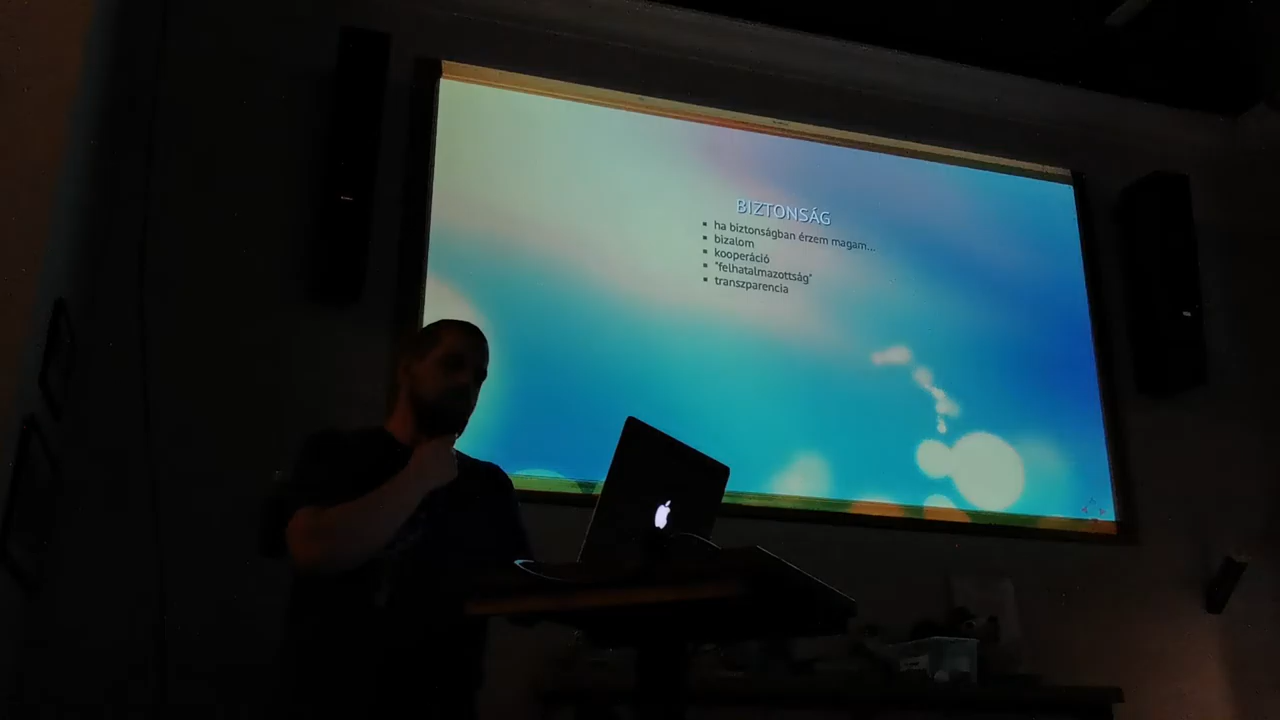 BIZTONSÁG
ha biztonságban érzem magam...
bizalom
kooperáció
"felhatalmazottság"
transzparencia